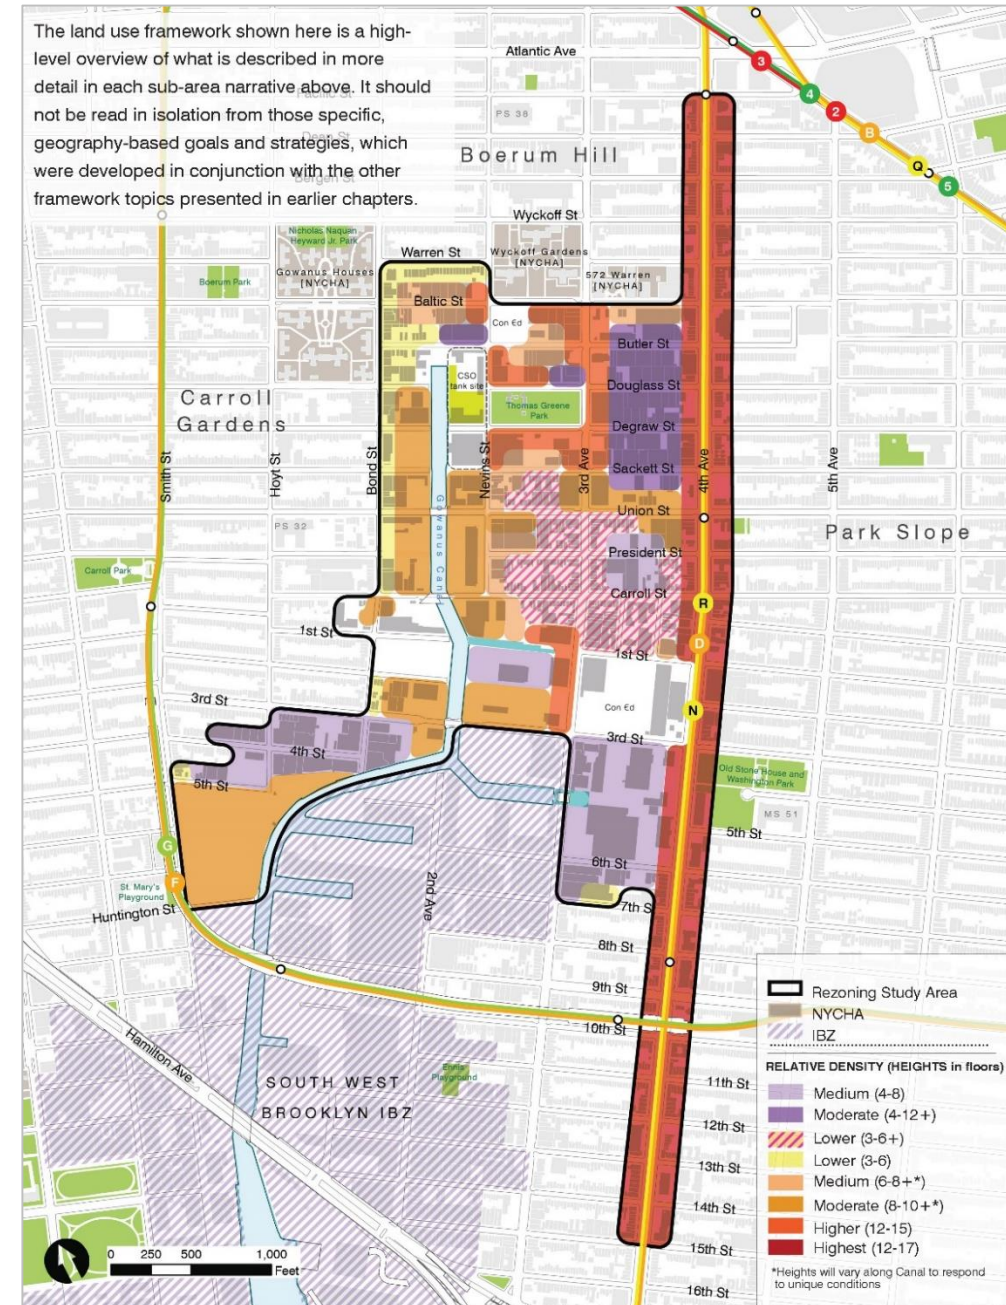 The land use framework shown here is a high-
level overview of what is described in more
detail in each sub-area narrative above. It should
not be read in isolation from those specific,
geography-based goals and strategies, which
were developed in conjunction with the other
framework topics presented in earlier chapters.
Atlantic Ave
Pacific St
Dean St
Bergen St
PS 38
3
4
2
B
Q
5
Boerum Hill
Wyckoff St
Nicholas Naquan
Heyward Jr. Park
Gowanus Houses
[NYCHA]
Boerum Park
Warren St
Wyckoff Gardens
[NYCHA]
572 Warren
[NYCHA]
Baltic St
Con Ed
Butler St
CSO
tank site
Douglass St
Thomas Greene
Park
Degraw St
Sackett St
Carroll
Gardens
Smith St
Hoyt St
Bond St
Nevins St
3rd Ave
4th Ave
5th Ave
Gowanus Canal
Union St
PS 32
President St
Park Slope
Carroll Park
Carroll St
R
1st St
1st St
D
Con Ed
N
3rd St
3rd St
4th St
5th St
Old Stone House and
Washington Park
MS 51
5th St
G
F
St. Mary's
Playground
Huntington St
2nd Ave
6th St
7th S
8th St
9th St
10th St
Hamilton Ave
SOUTH WEST
BROOKLYN IBZ
Ennis
Playground
11th St
12th St
13th St
14th St
15th St
16th St
0 250 500 1,000
Feet
Rezoning Study Area
NYCHA
IBZ
RELATIVE DENSITY (HEIGHTS in floors)
Medium (4-8)
Moderate (4-12+)
Lower (3-6+)
Lower (3-6)
Medium (6-8+*)
Moderate (8-10+*)
Higher (12-15)
Highest (12-17)
*Heights will vary along Canal to respond
to unique conditions